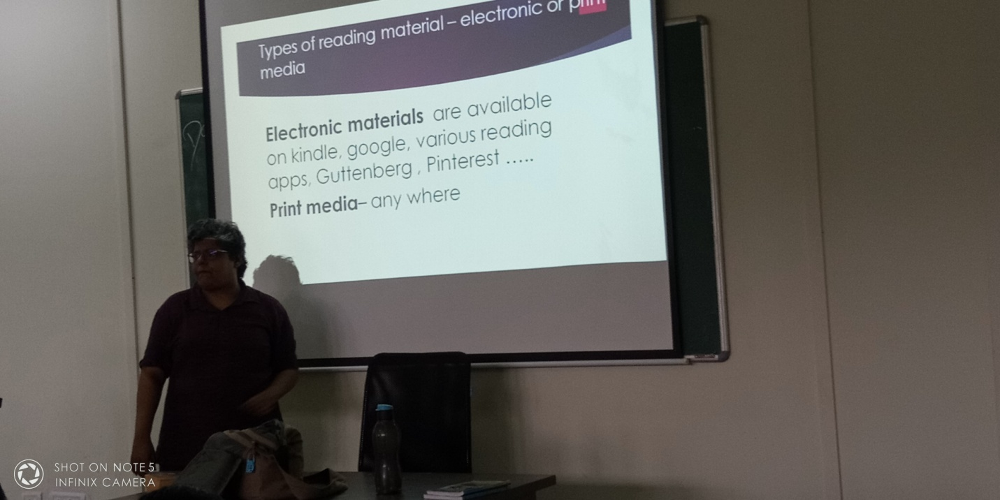 Types of reading material – electronic or print
media
Electronic materials are available
on kindle, google, various reading
apps, Guttenberg , Pinterest .....
Print media– any where
SHOT ON NOTE 5
INFINIX CAMERA